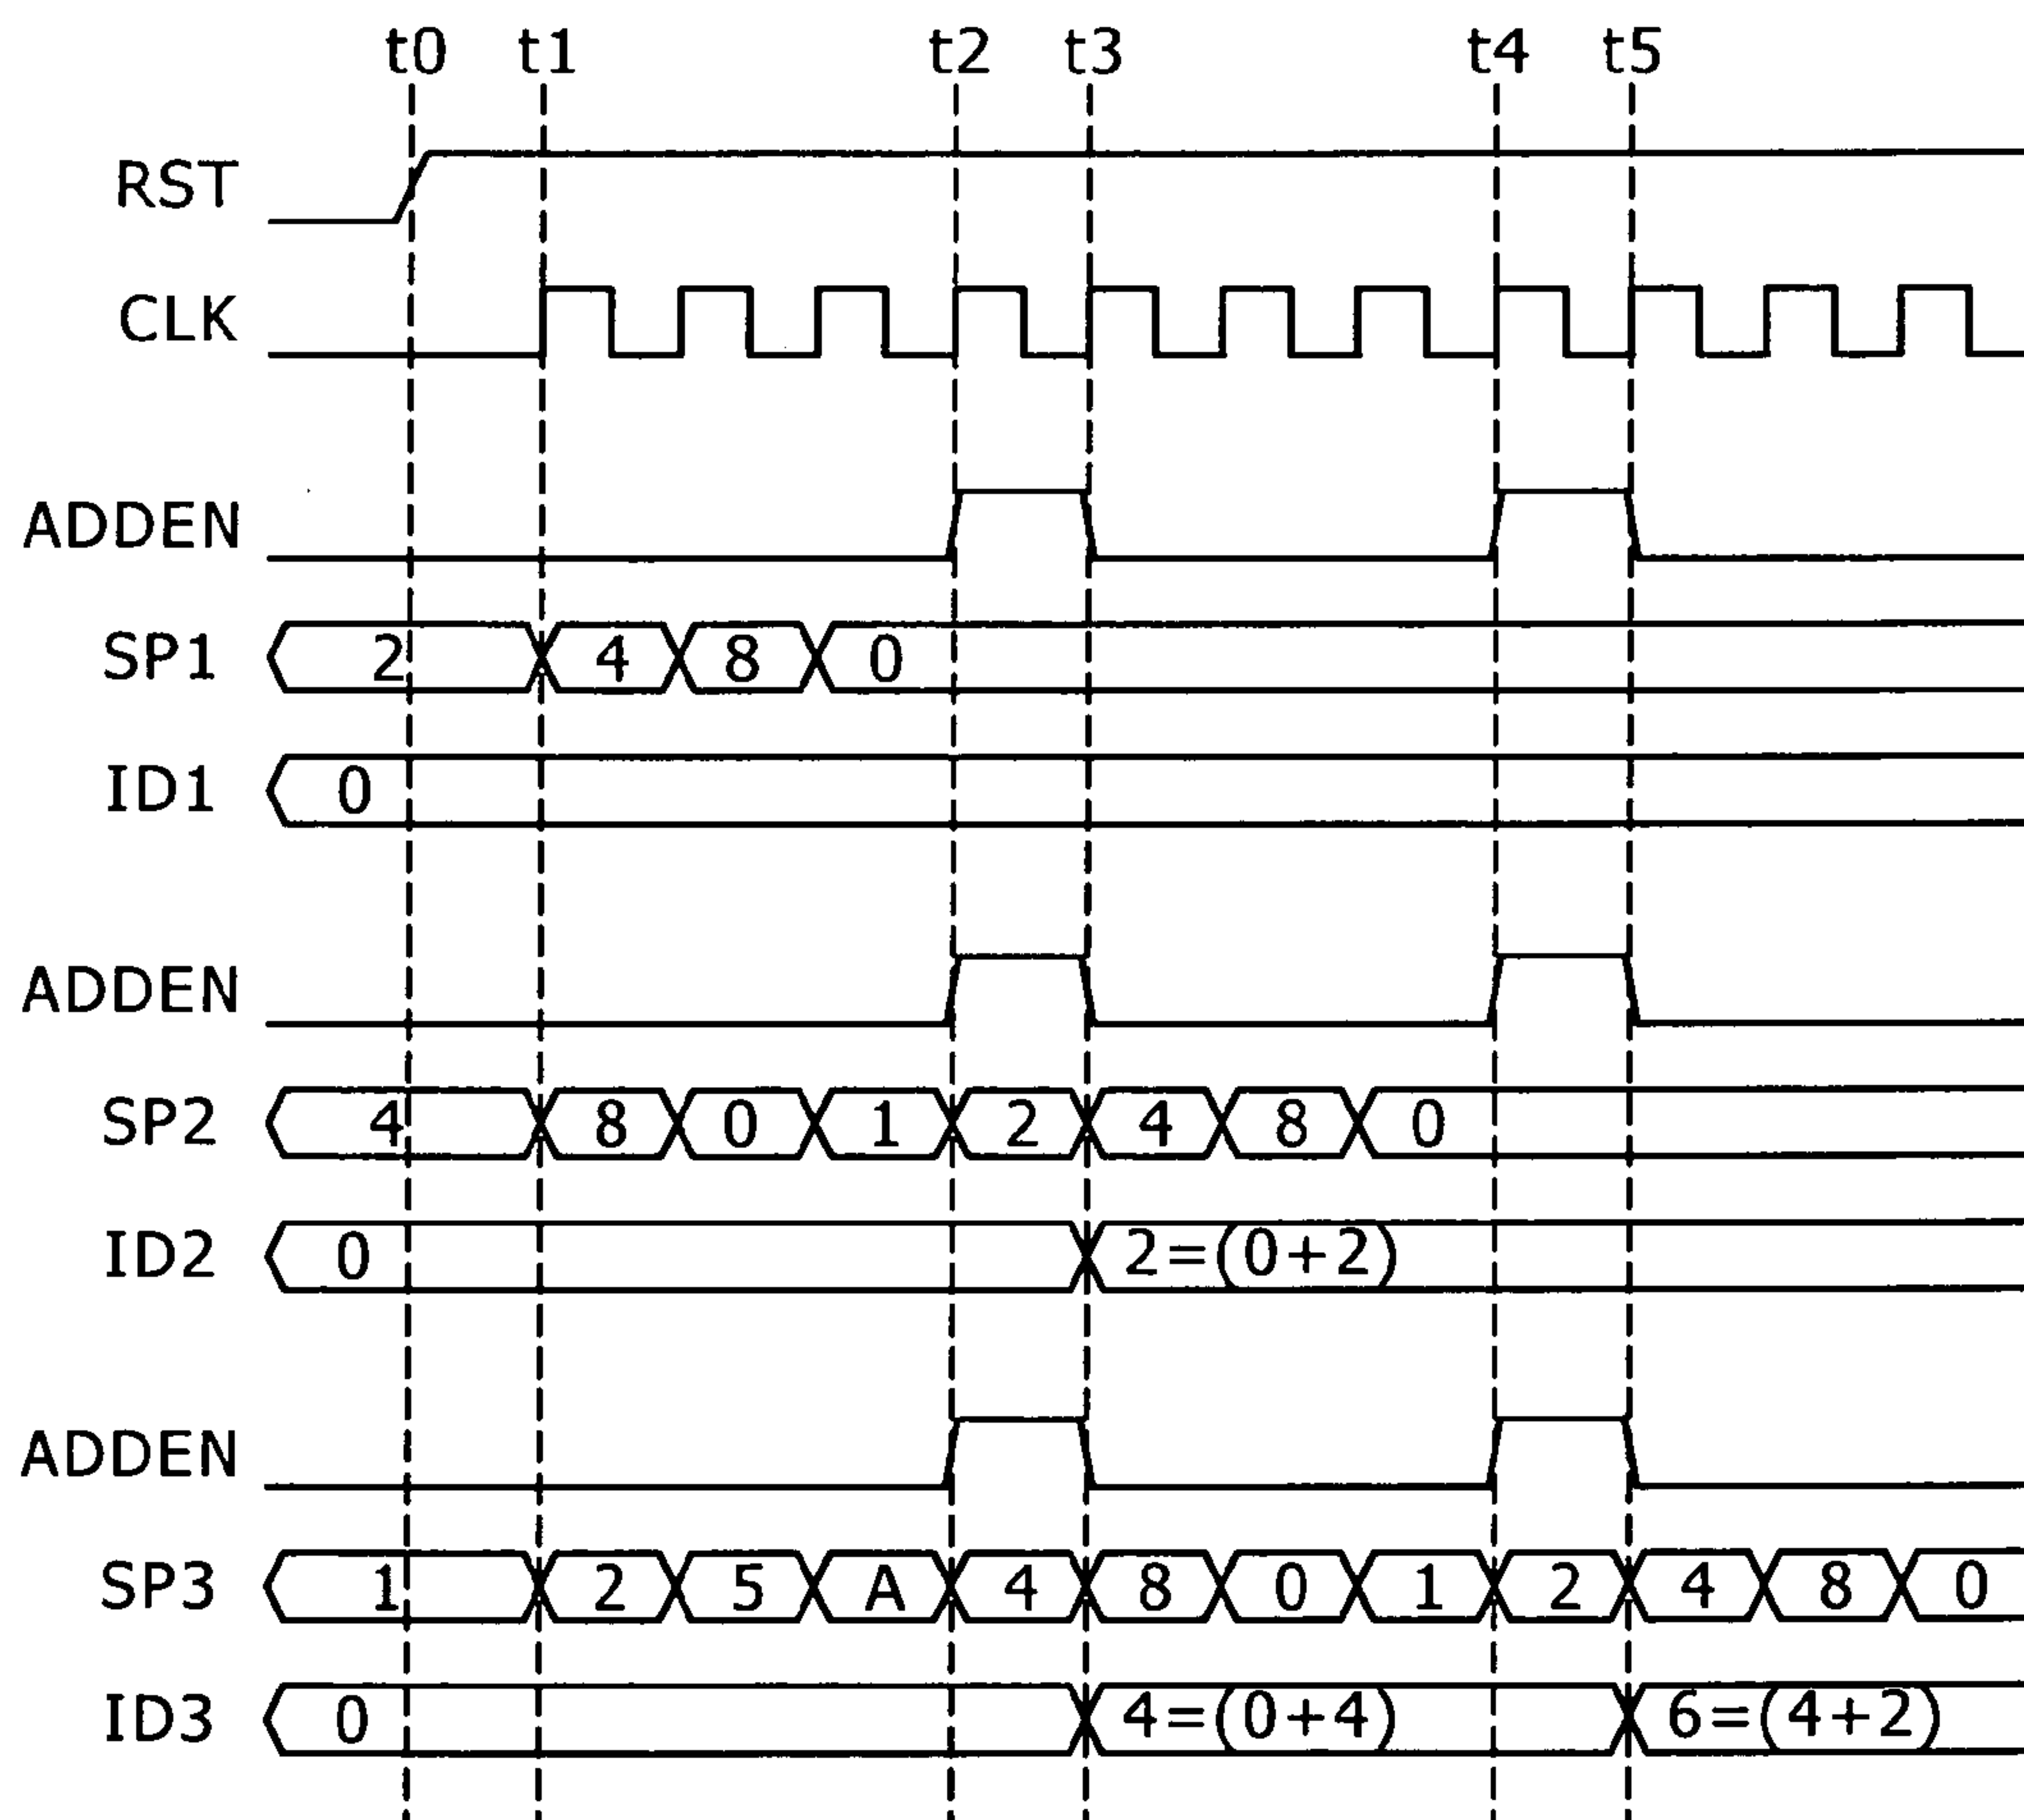 t0 t1 t2 t3 t4 t5
RST
CLK
ADDEN
SP1 2 4 8 0
ID1 0
ADDEN
SP2 4 8 0 1 2 4 8 0
ID2 0 2=(0+2)
ADDEN
SP3 1 2 5 A 4 8 0 1 2 4 8 0
ID3 0 4=(0+4) 6=(4+2)